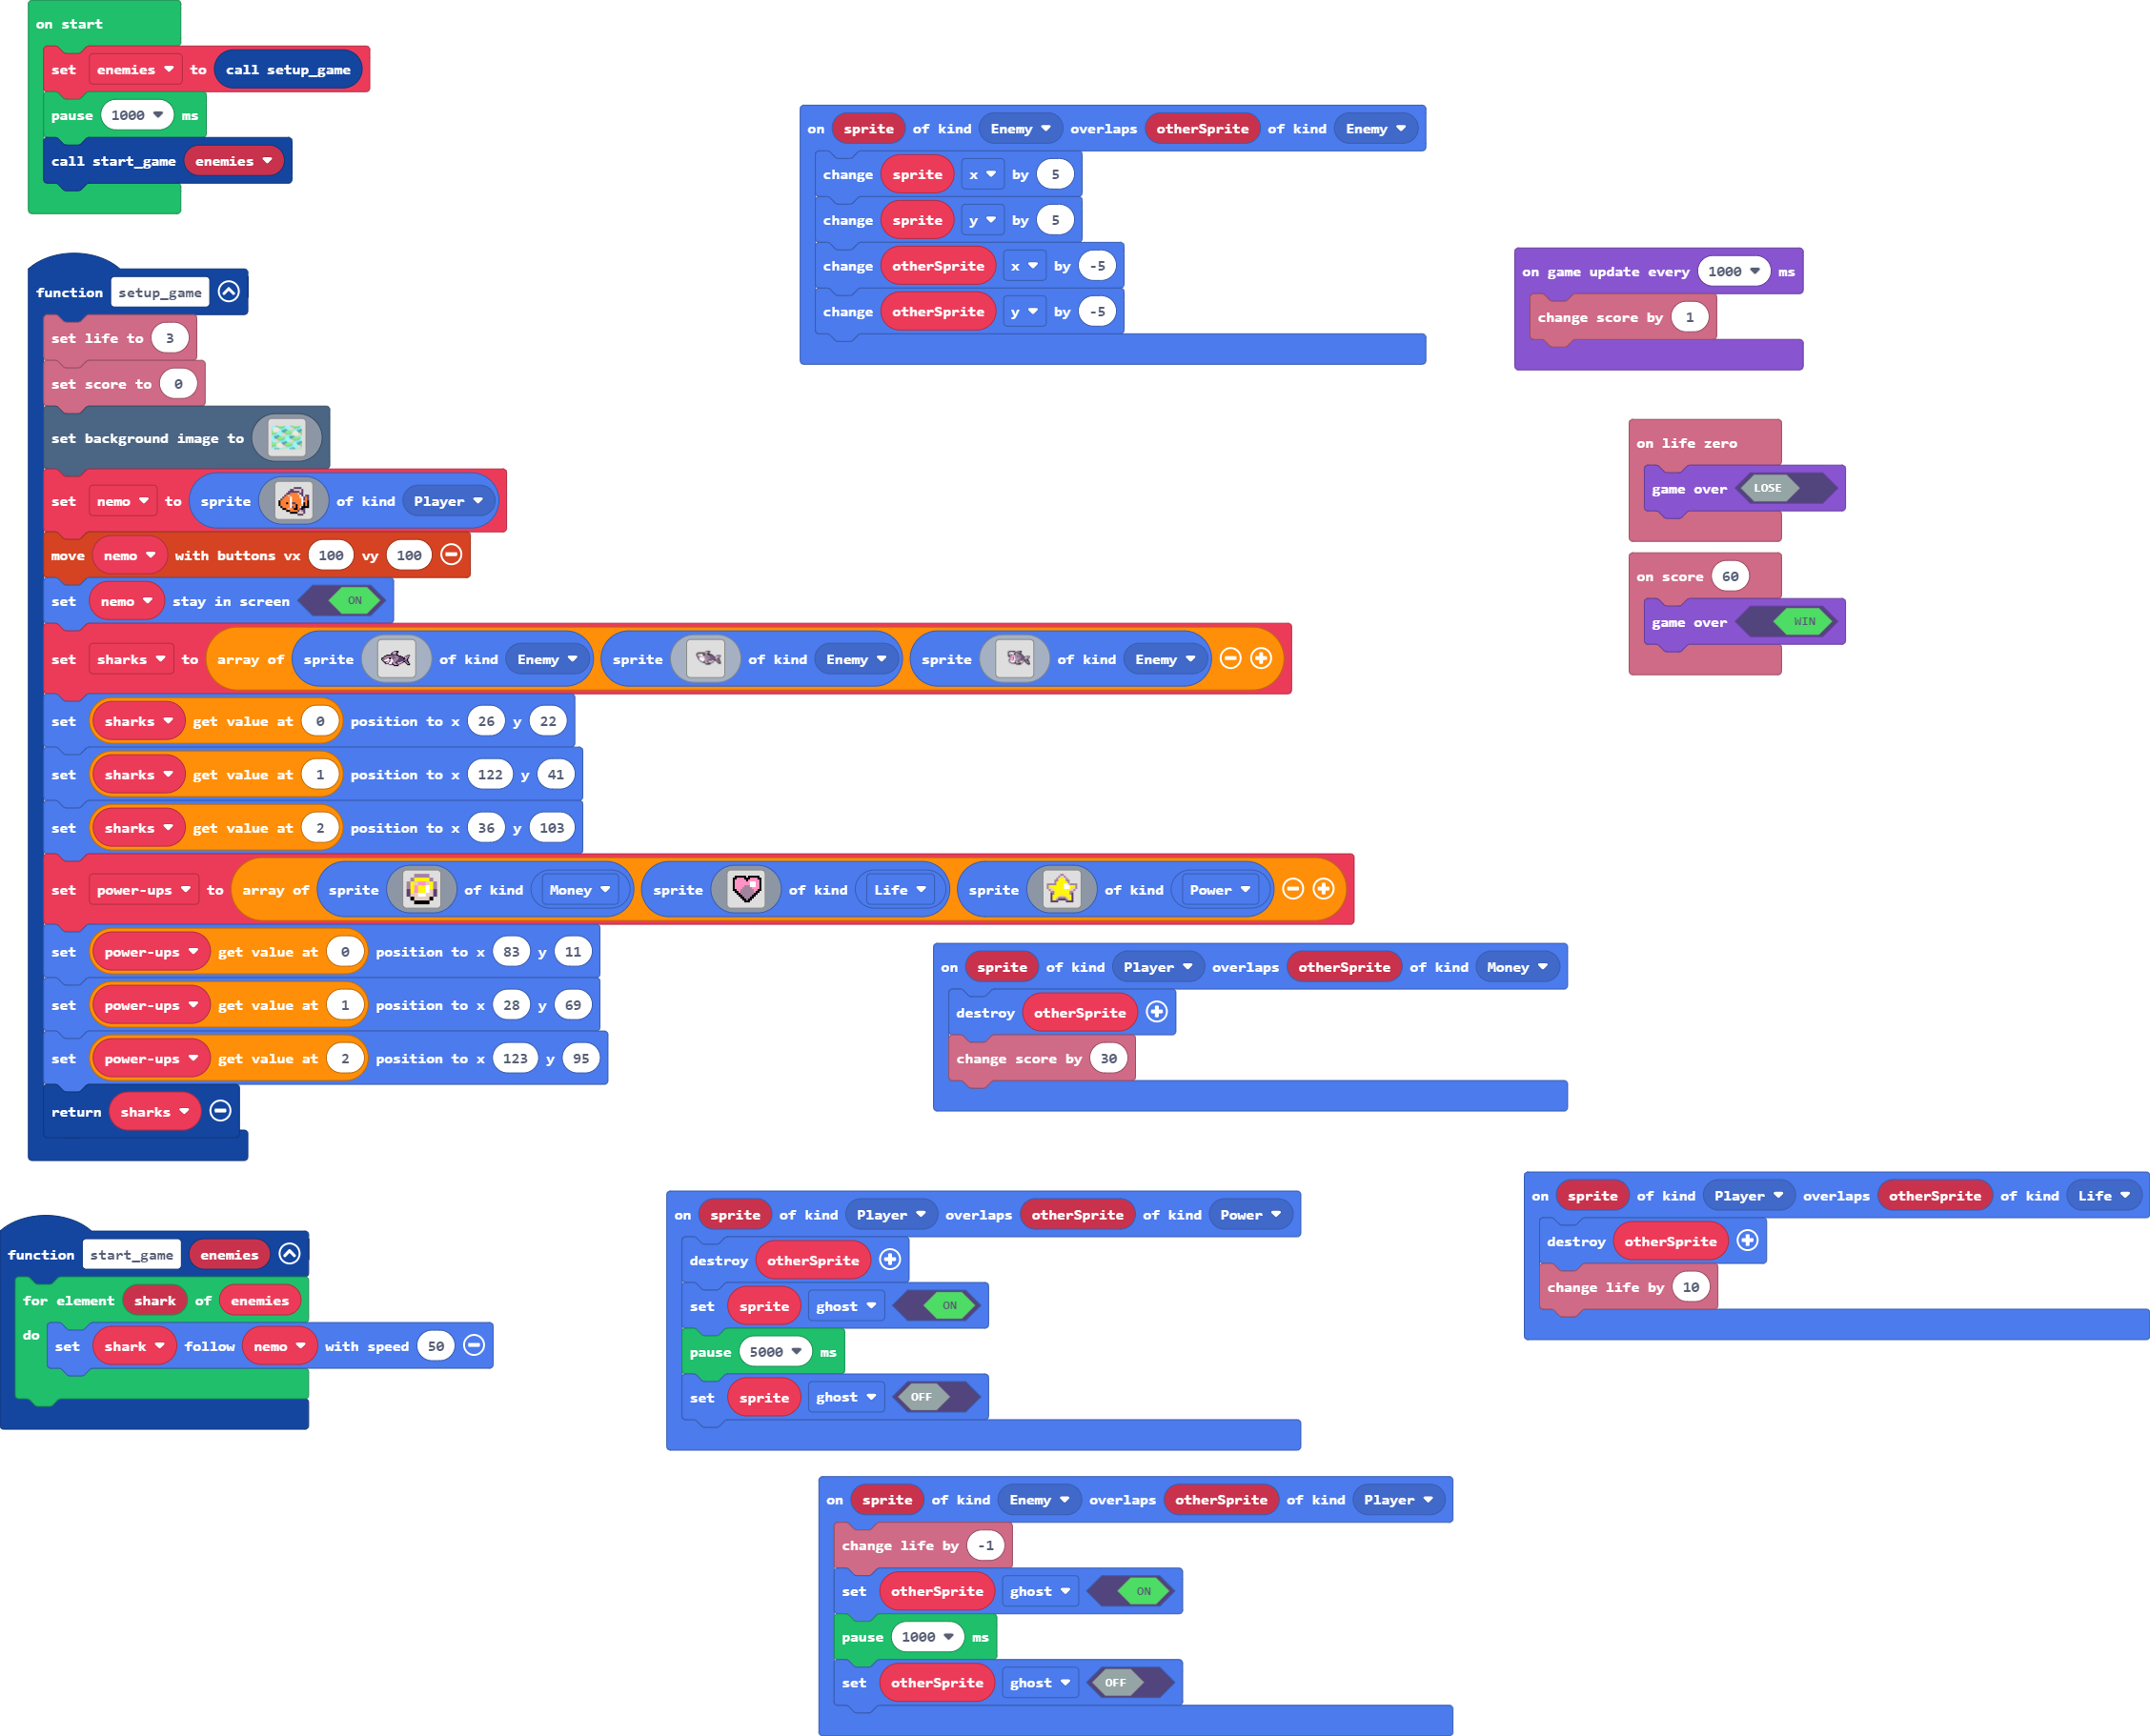 on start
set enemies to call setup_game
pause 1000 ms
call start_game enemies
function setup_game
set life to 3
set score to 0
set background image to
set nemo to sprite of kind Player
move nemo with buttons vx 100 vy 100
set nemo stay in screen ON
set sharks to array of sprite of kind Enemy sprite of kind Enemy sprite of kind Enemy
set sharks get value at 0 position to x 26 y 22
set sharks get value at 1 position to x 122 y 41
set sharks get value at 2 position to x 36 y 103
set power-ups to array of sprite of kind Money sprite of kind Life sprite of kind Power
set power-ups get value at 0 position to x 83 y 11
set power-ups get value at 1 position to x 28 y 69
set power-ups get value at 2 position to x 123 y 95
return sharks
function start_game enemies
for element shark of enemies
do set shark follow nemo with speed 50
on sprite of kind Enemy overlaps otherSprite of kind Enemy
change sprite x by 5
change sprite y by 5
change otherSprite x by -5
change otherSprite y by -5
on game update every 1000 ms
change score by 1
on life zero
game over LOSE
on score 60
game over WIN
on sprite of kind Player overlaps otherSprite of kind Money
destroy otherSprite
change score by 30
on sprite of kind Player overlaps otherSprite of kind Power
destroy otherSprite
set sprite ghost ON
pause 5000 ms
set sprite ghost OFF
on sprite of kind Player overlaps otherSprite of kind Life
destroy otherSprite
change life by 10
on sprite of kind Enemy overlaps otherSprite of kind Player
change life by -1
set otherSprite ghost ON
pause 1000 ms
set otherSprite ghost OFF